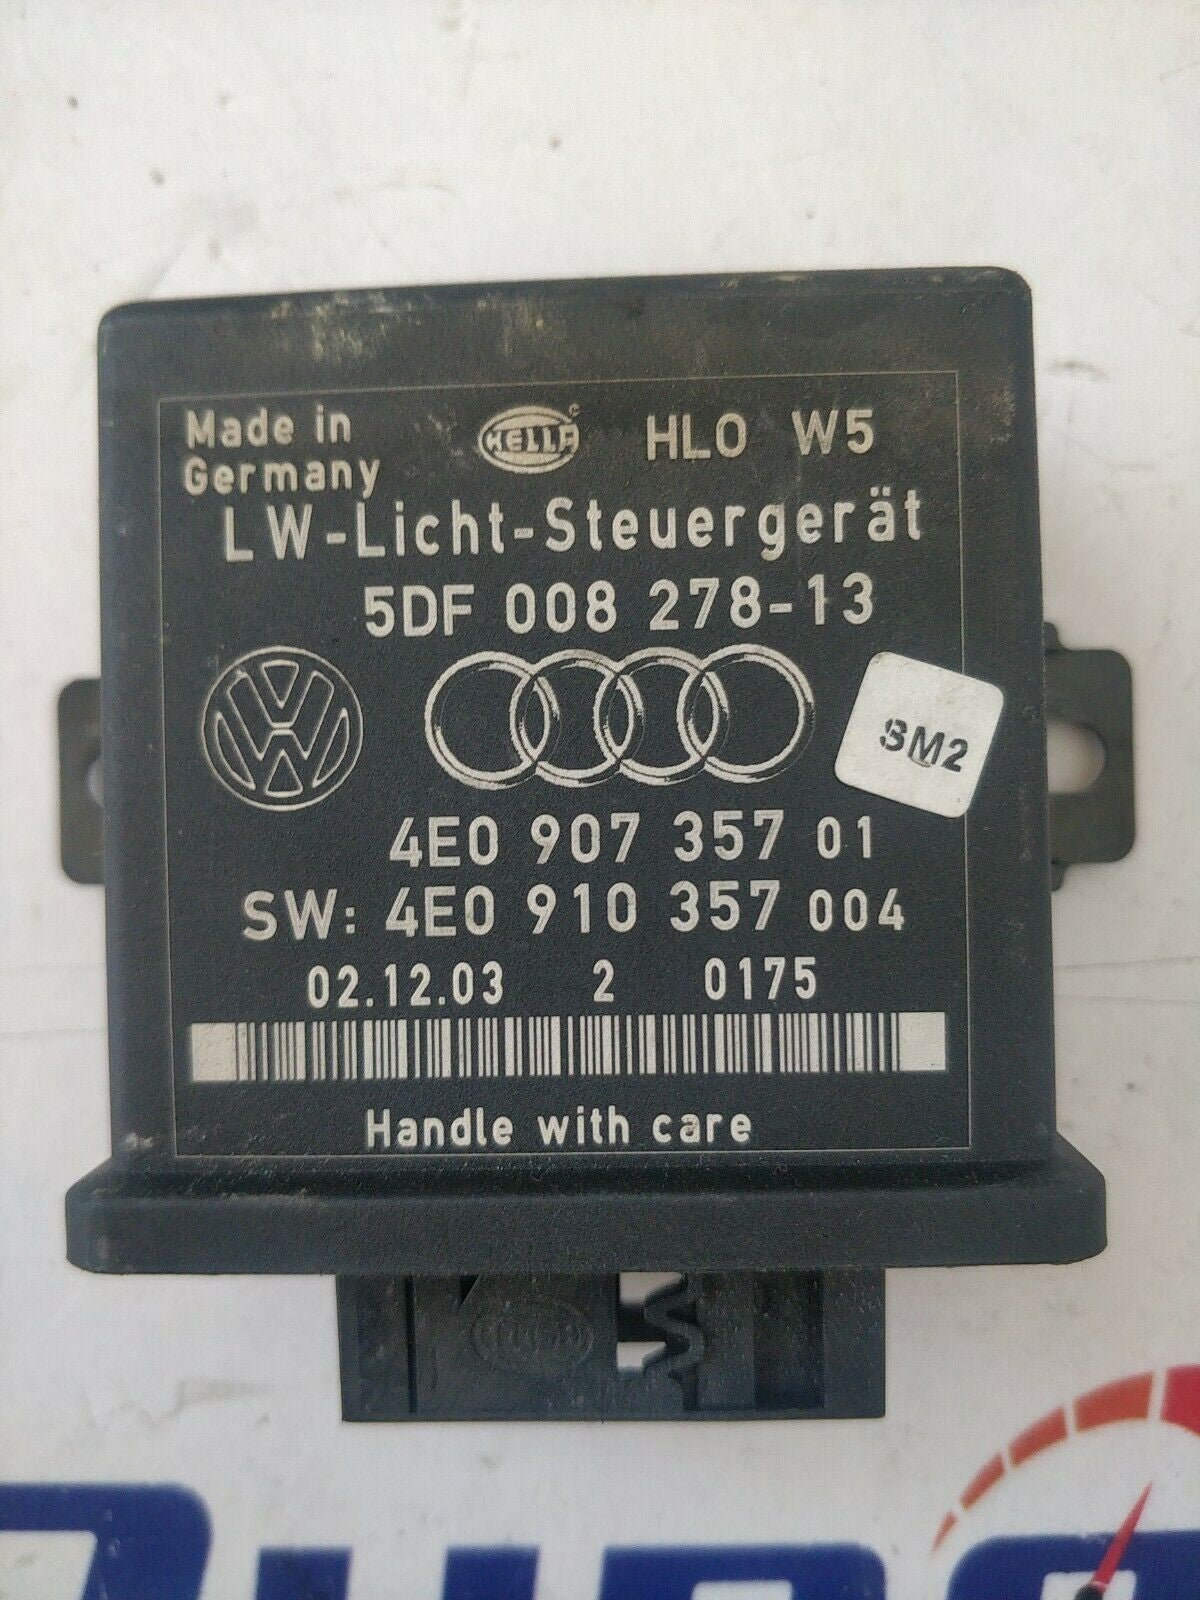 Made in
Germany
HELLA HLO W5
LW-Licht-Steuergerät
5DF 008 278-13
SM2
4E0 907 357 01
SW: 4E0 910 357 004
02.12.03 2 0175
Handle with care